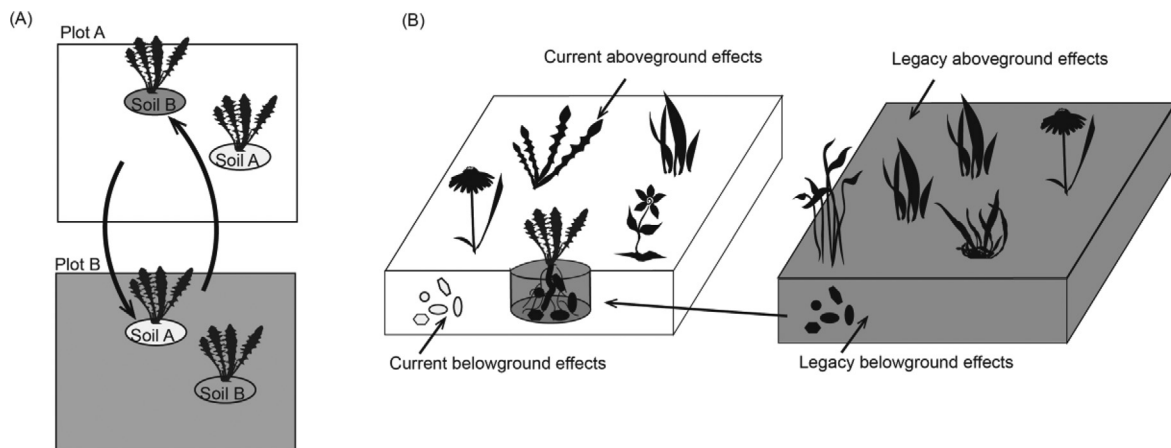 (A)
Plot A
Soil B
Soil A
Plot B
Soil A
Soil B
(B)
Current aboveground effects
Legacy aboveground effects
Current belowground effects
Legacy belowground effects